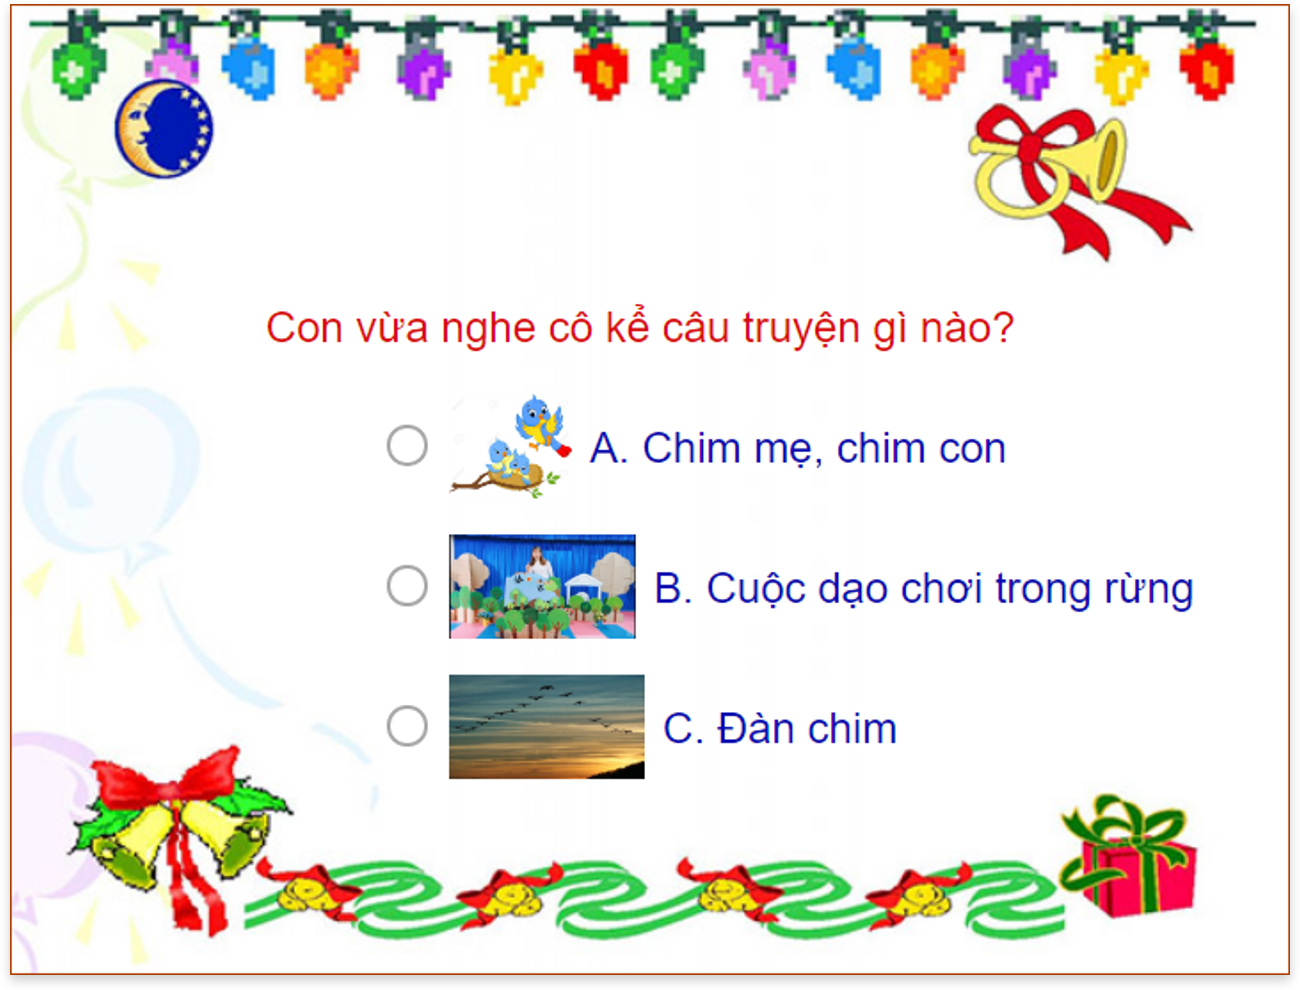 Con vừa nghe cô kể câu truyện gì nào?
A. Chim mẹ, chim con
B. Cuộc dạo chơi trong rừng
C. Đàn chim